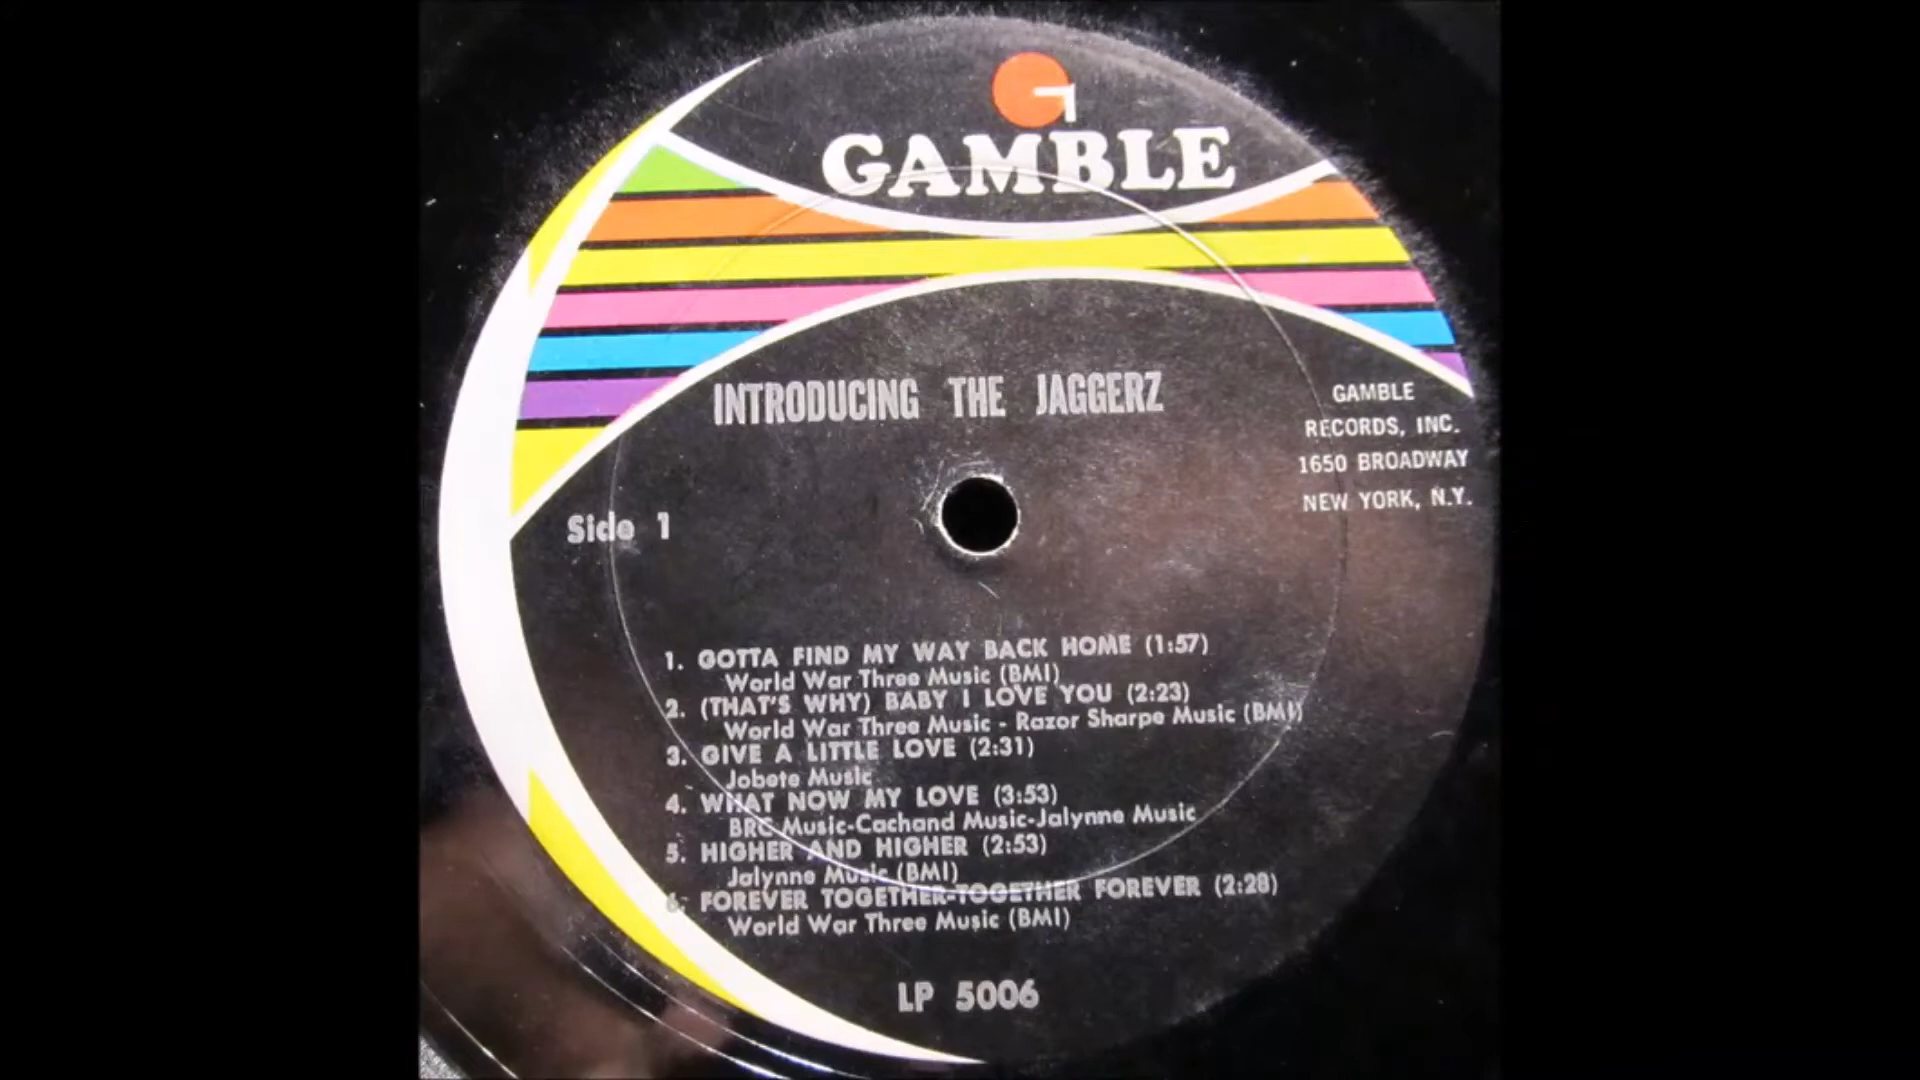 GAMBLE
INTRODUCING THE JAGGERZ
GAMBLE
RECORDS, INC.
1650 BROADWAY
NEW YORK, N.Y.
Side 1
1. GOTTA FIND MY WAY BACK HOME (1:57)
World War Three Music (BMI)
2. (THAT'S WHY) BABY I LOVE YOU (2:23)
World War Three Music - Razor Sharpe Music (BMI)
3. GIVE A LITTLE LOVE (2:31)
Jobete Music
4. WHAT NOW MY LOVE (3:53)
BRC Music-Cachand Music-Jalynne Music
5. HIGHER AND HIGHER (2:53)
Jalynne Music (BMI)
6. FOREVER TOGETHER-TOGETHER FOREVER (2:28)
World War Three Music (BMI)
LP 5006